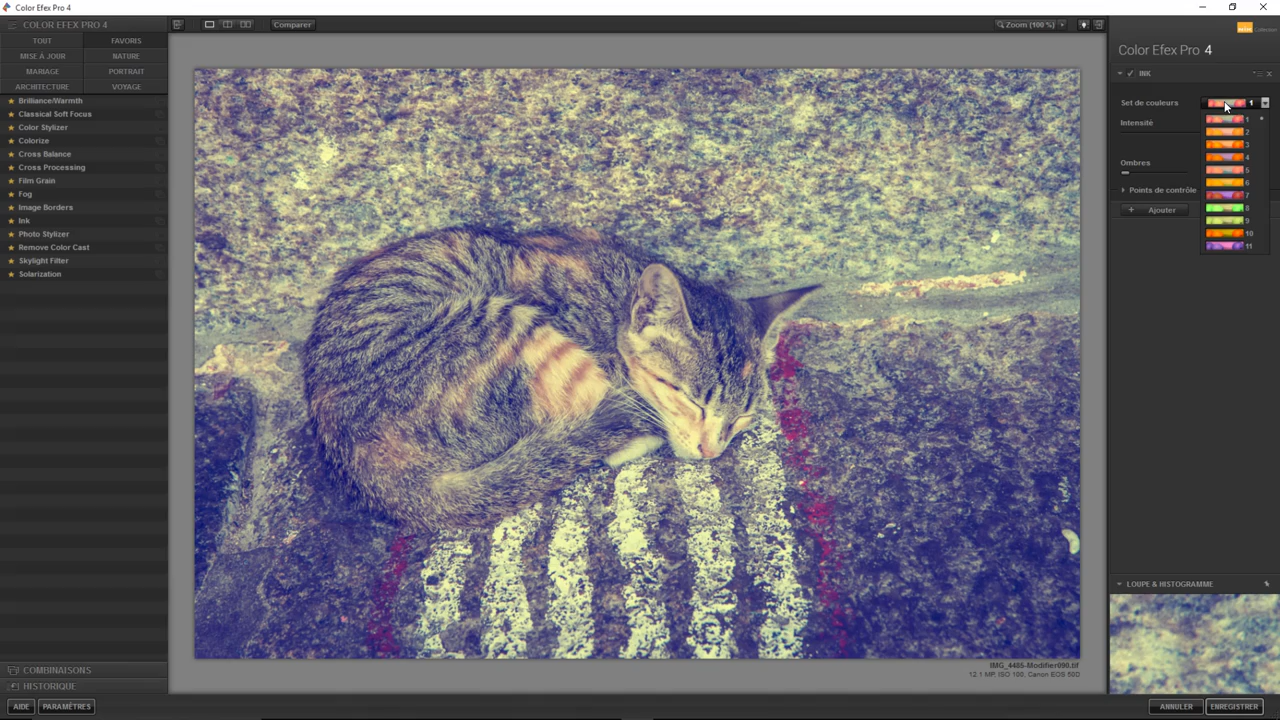 Color Efex Pro 4
COLOR EFEX PRO 4
Comparer
Zoom (100 %)
TOUT
FAVORIS
MISE À JOUR
NATURE
MARIAGE
PORTRAIT
ARCHITECTURE
VOYAGE
Brilliance/Warmth
Classical Soft Focus
Color Stylizer
Colorize
Cross Balance
Cross Processing
Film Grain
Fog
Image Borders
Ink
Photo Stylizer
Remove Color Cast
Skylight Filter
Solarization
COMBINAISONS
HISTORIQUE
AIDE
PARAMÈTRES
IMG_4485-Modifier090.tif
12.1 MP, ISO 100, Canon EOS 50D
Color Efex Pro 4
INK
Set de couleurs
1
1
2
3
4
5
6
7
8
9
10
11
Intensité
Ombres
Points de contrôle
+ Ajouter
LOUPE & HISTOGRAMME
ANNULER
ENREGISTRER